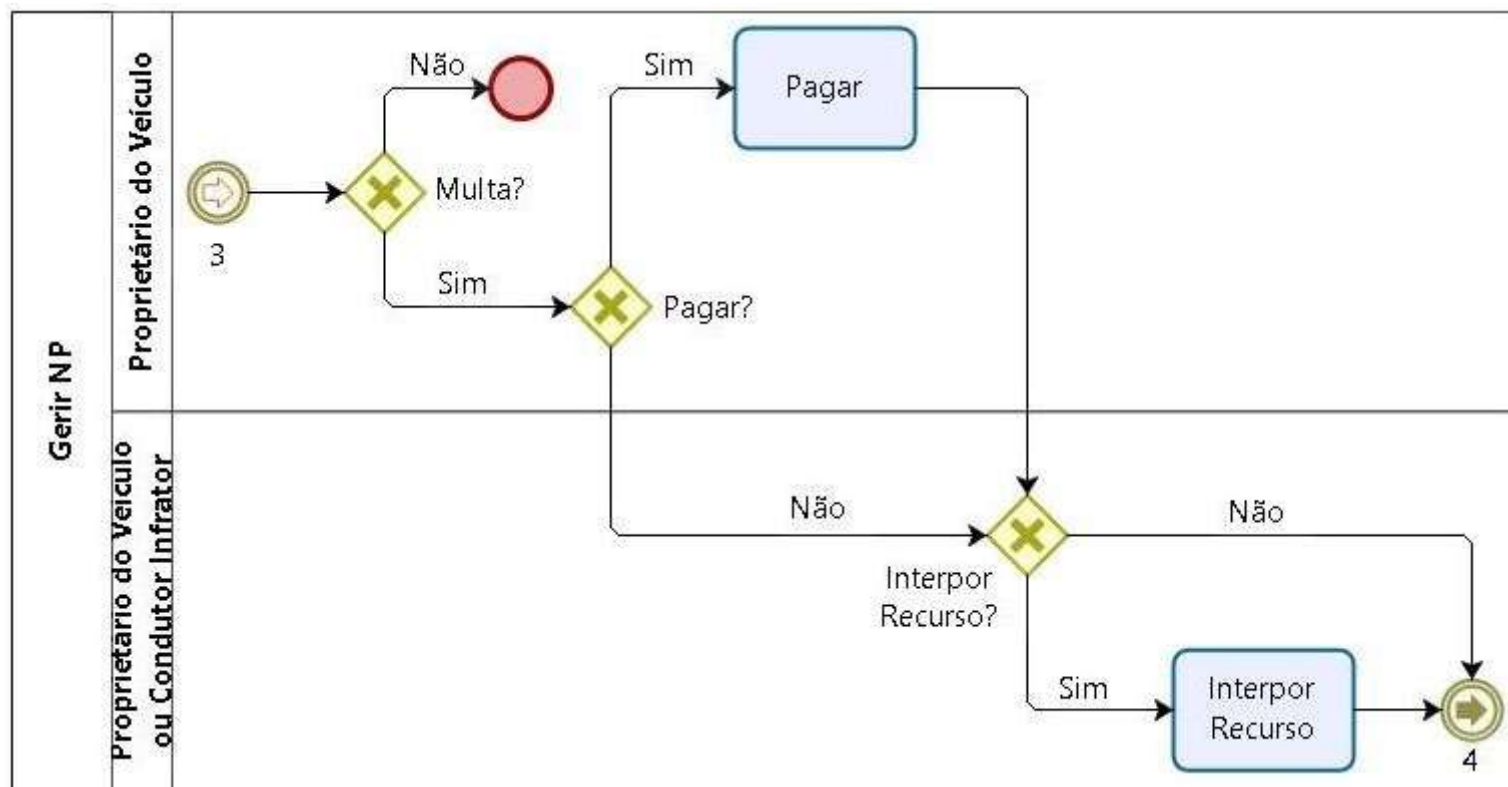 Gerir NP
Proprietário do Veículo
Não
Sim
Pagar
Multa?
3
Sim
Pagar?
Proprietário do Veículo
ou Condutor Infrator
Não
Não
Interpor
Recurso?
Sim
Interpor
Recurso
4